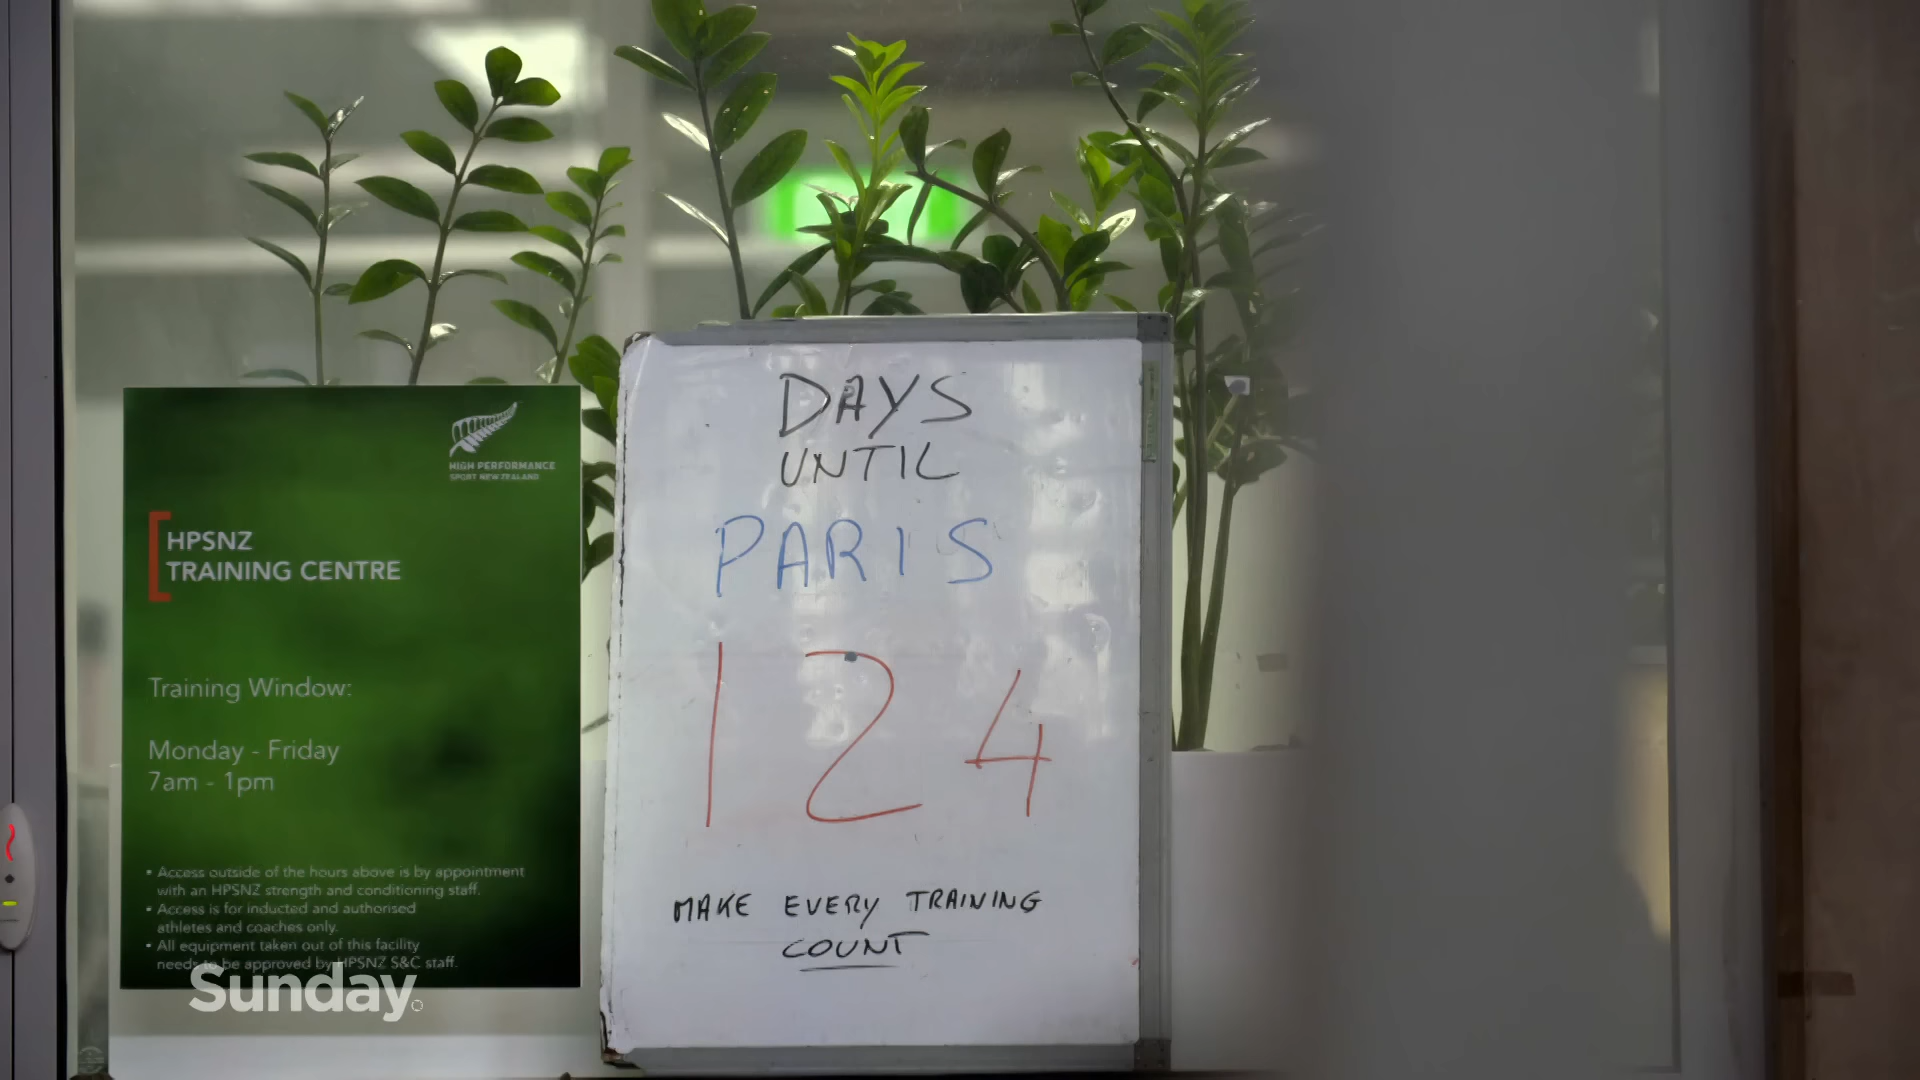 HIGH PERFORMANCE
SPORT NEW ZEALAND
HPSNZ
TRAINING CENTRE
Training Window:
Monday - Friday
7am - 1pm
• Access outside of the hours above is by appointment
with an HPSNZ strength and conditioning staff.
• Access is for inducted and authorised
athletes and coaches only.
• All equipment taken out of this facility
needs to be approved by HPSNZ S&C staff.
DAYS
UNTIL
PARIS
124
MAKE EVERY TRAINING
COUNT
Sunday